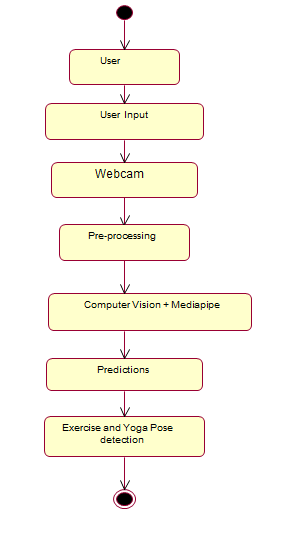 User
User Input
Webcam
Pre-processing
Computer Vision + Mediapipe
Predictions
Exercise and Yoga Pose
detection